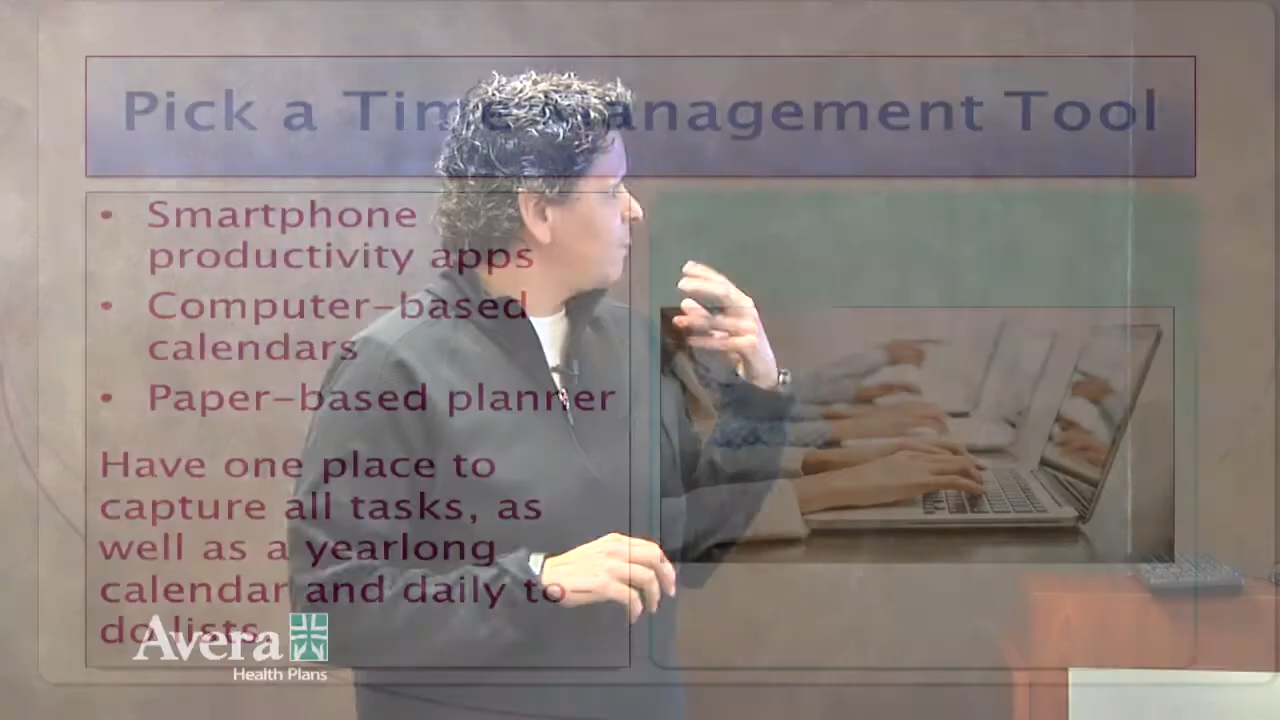 Pick a Time Management Tool
• Smartphone
productivity apps
• Computer-based
calendars
• Paper-based planner
Have one place to
capture all tasks, as
well as a yearlong
calendar and daily to-
do lists.
Avera
Health Plans